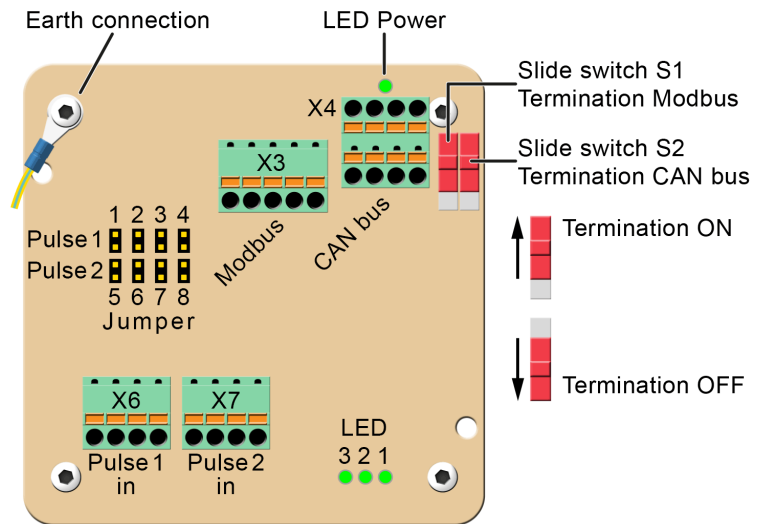 Earth connection
LED Power
Slide switch S1
Termination Modbus
X4
Slide switch S2
Termination CAN bus
X3
1 2 3 4
Pulse 1
Pulse 2
5 6 7 8
Jumper
Modbus
CAN bus
Termination ON
Termination OFF
X6
X7
Pulse 1
in
Pulse 2
in
LED
3 2 1